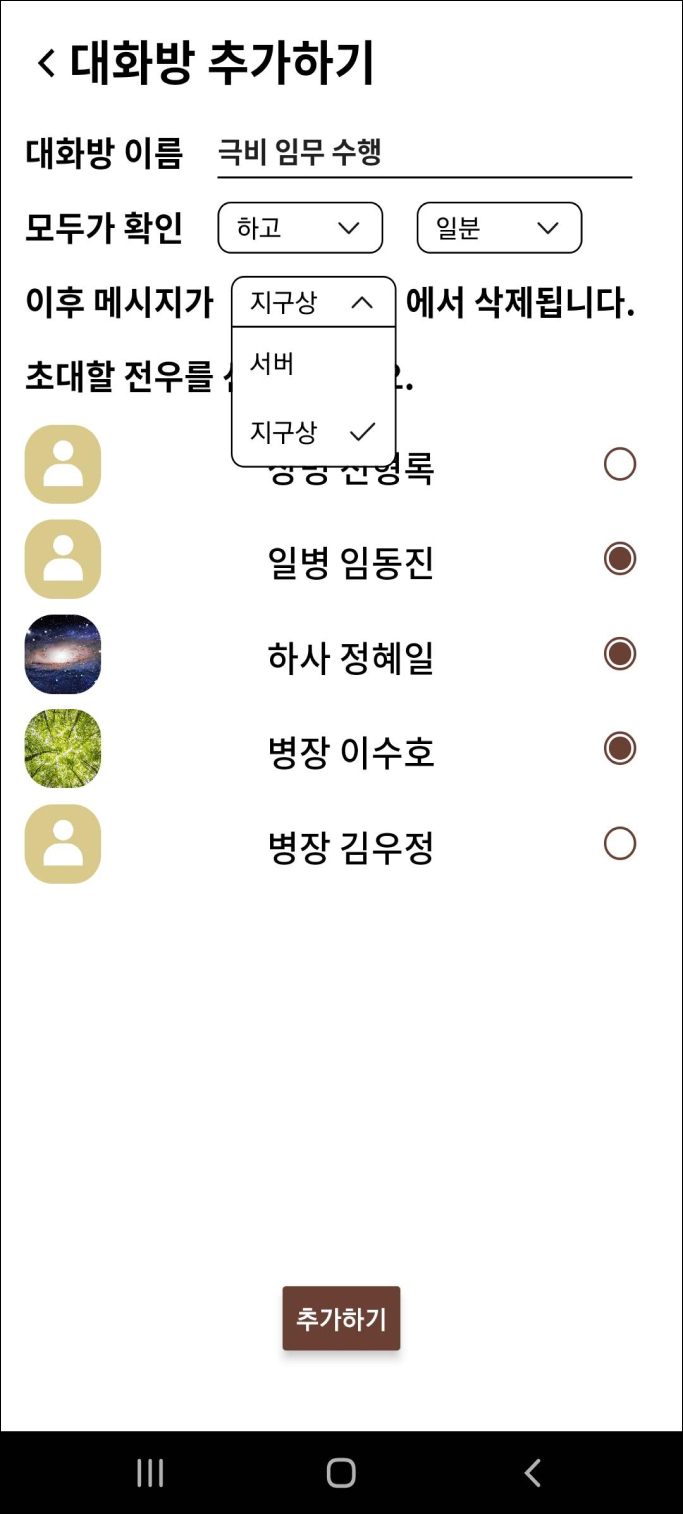 대화방 추가하기
대화방 이름 극비 임무 수행
모두가 확인 하고 일분
이후 메시지가 지구상 에서 삭제됩니다.
서버
초대할 전우를
지구상
일병 임동진
하사 정혜일
병장 이수호
병장 김우정
추가하기